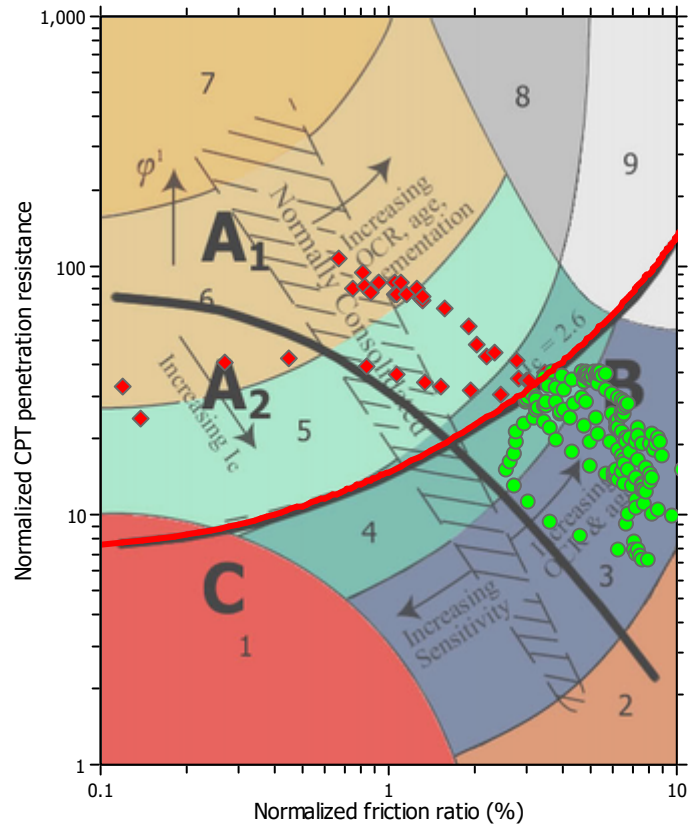 1,000
7
8
9
φ¹
Increasing
OCR, age,
cementation
A₁
Normally Consolidated
100
6
Ic = 2.6
B
Increasing Ic
A₂
5
10
4
Increasing
OCR & age
3
C
Increasing
Sensitivity
1
2
1
0.1
1
10
Normalized friction ratio (%)
Normalized CPT penetration resistance